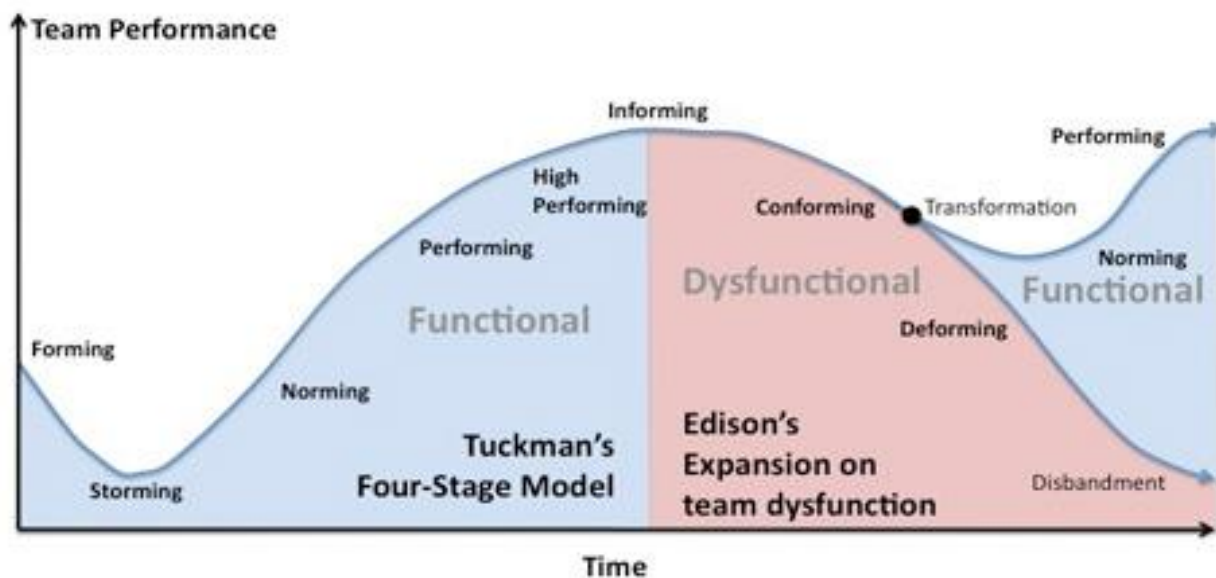 Team Performance
Informing
Performing
High
Performing
Conforming
Transformation
Performing
Norming
Dysfunctional
Functional
Functional
Deforming
Forming
Norming
Tuckman's
Four-Stage Model
Edison's
Expansion on
team dysfunction
Storming
Disbandment
Time